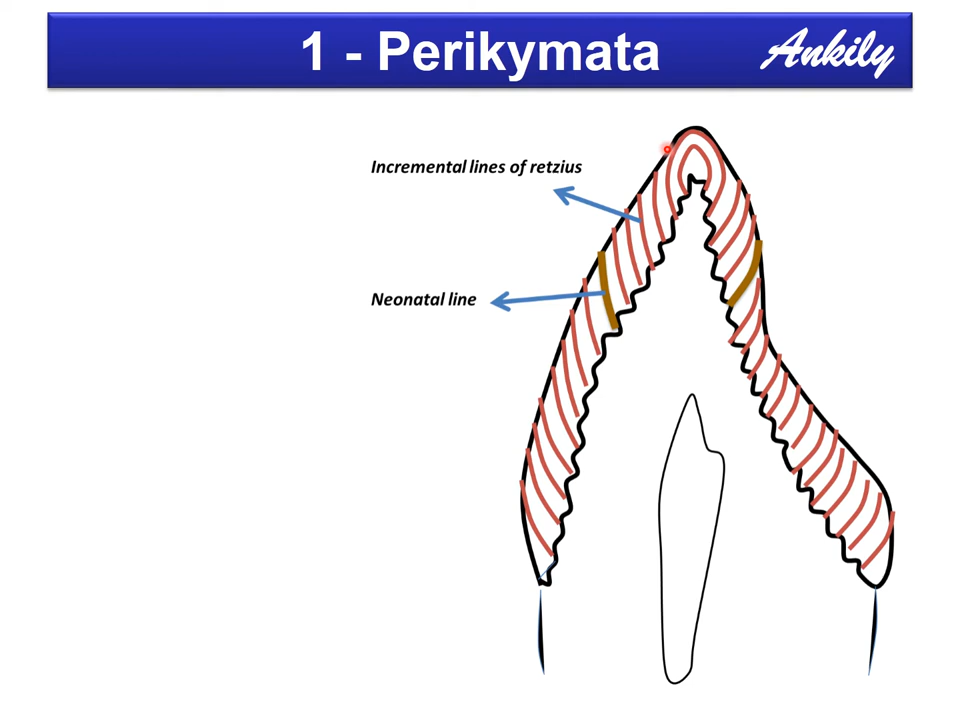 1 - Perikymata
Ankily
Incremental lines of retzius
Neonatal line